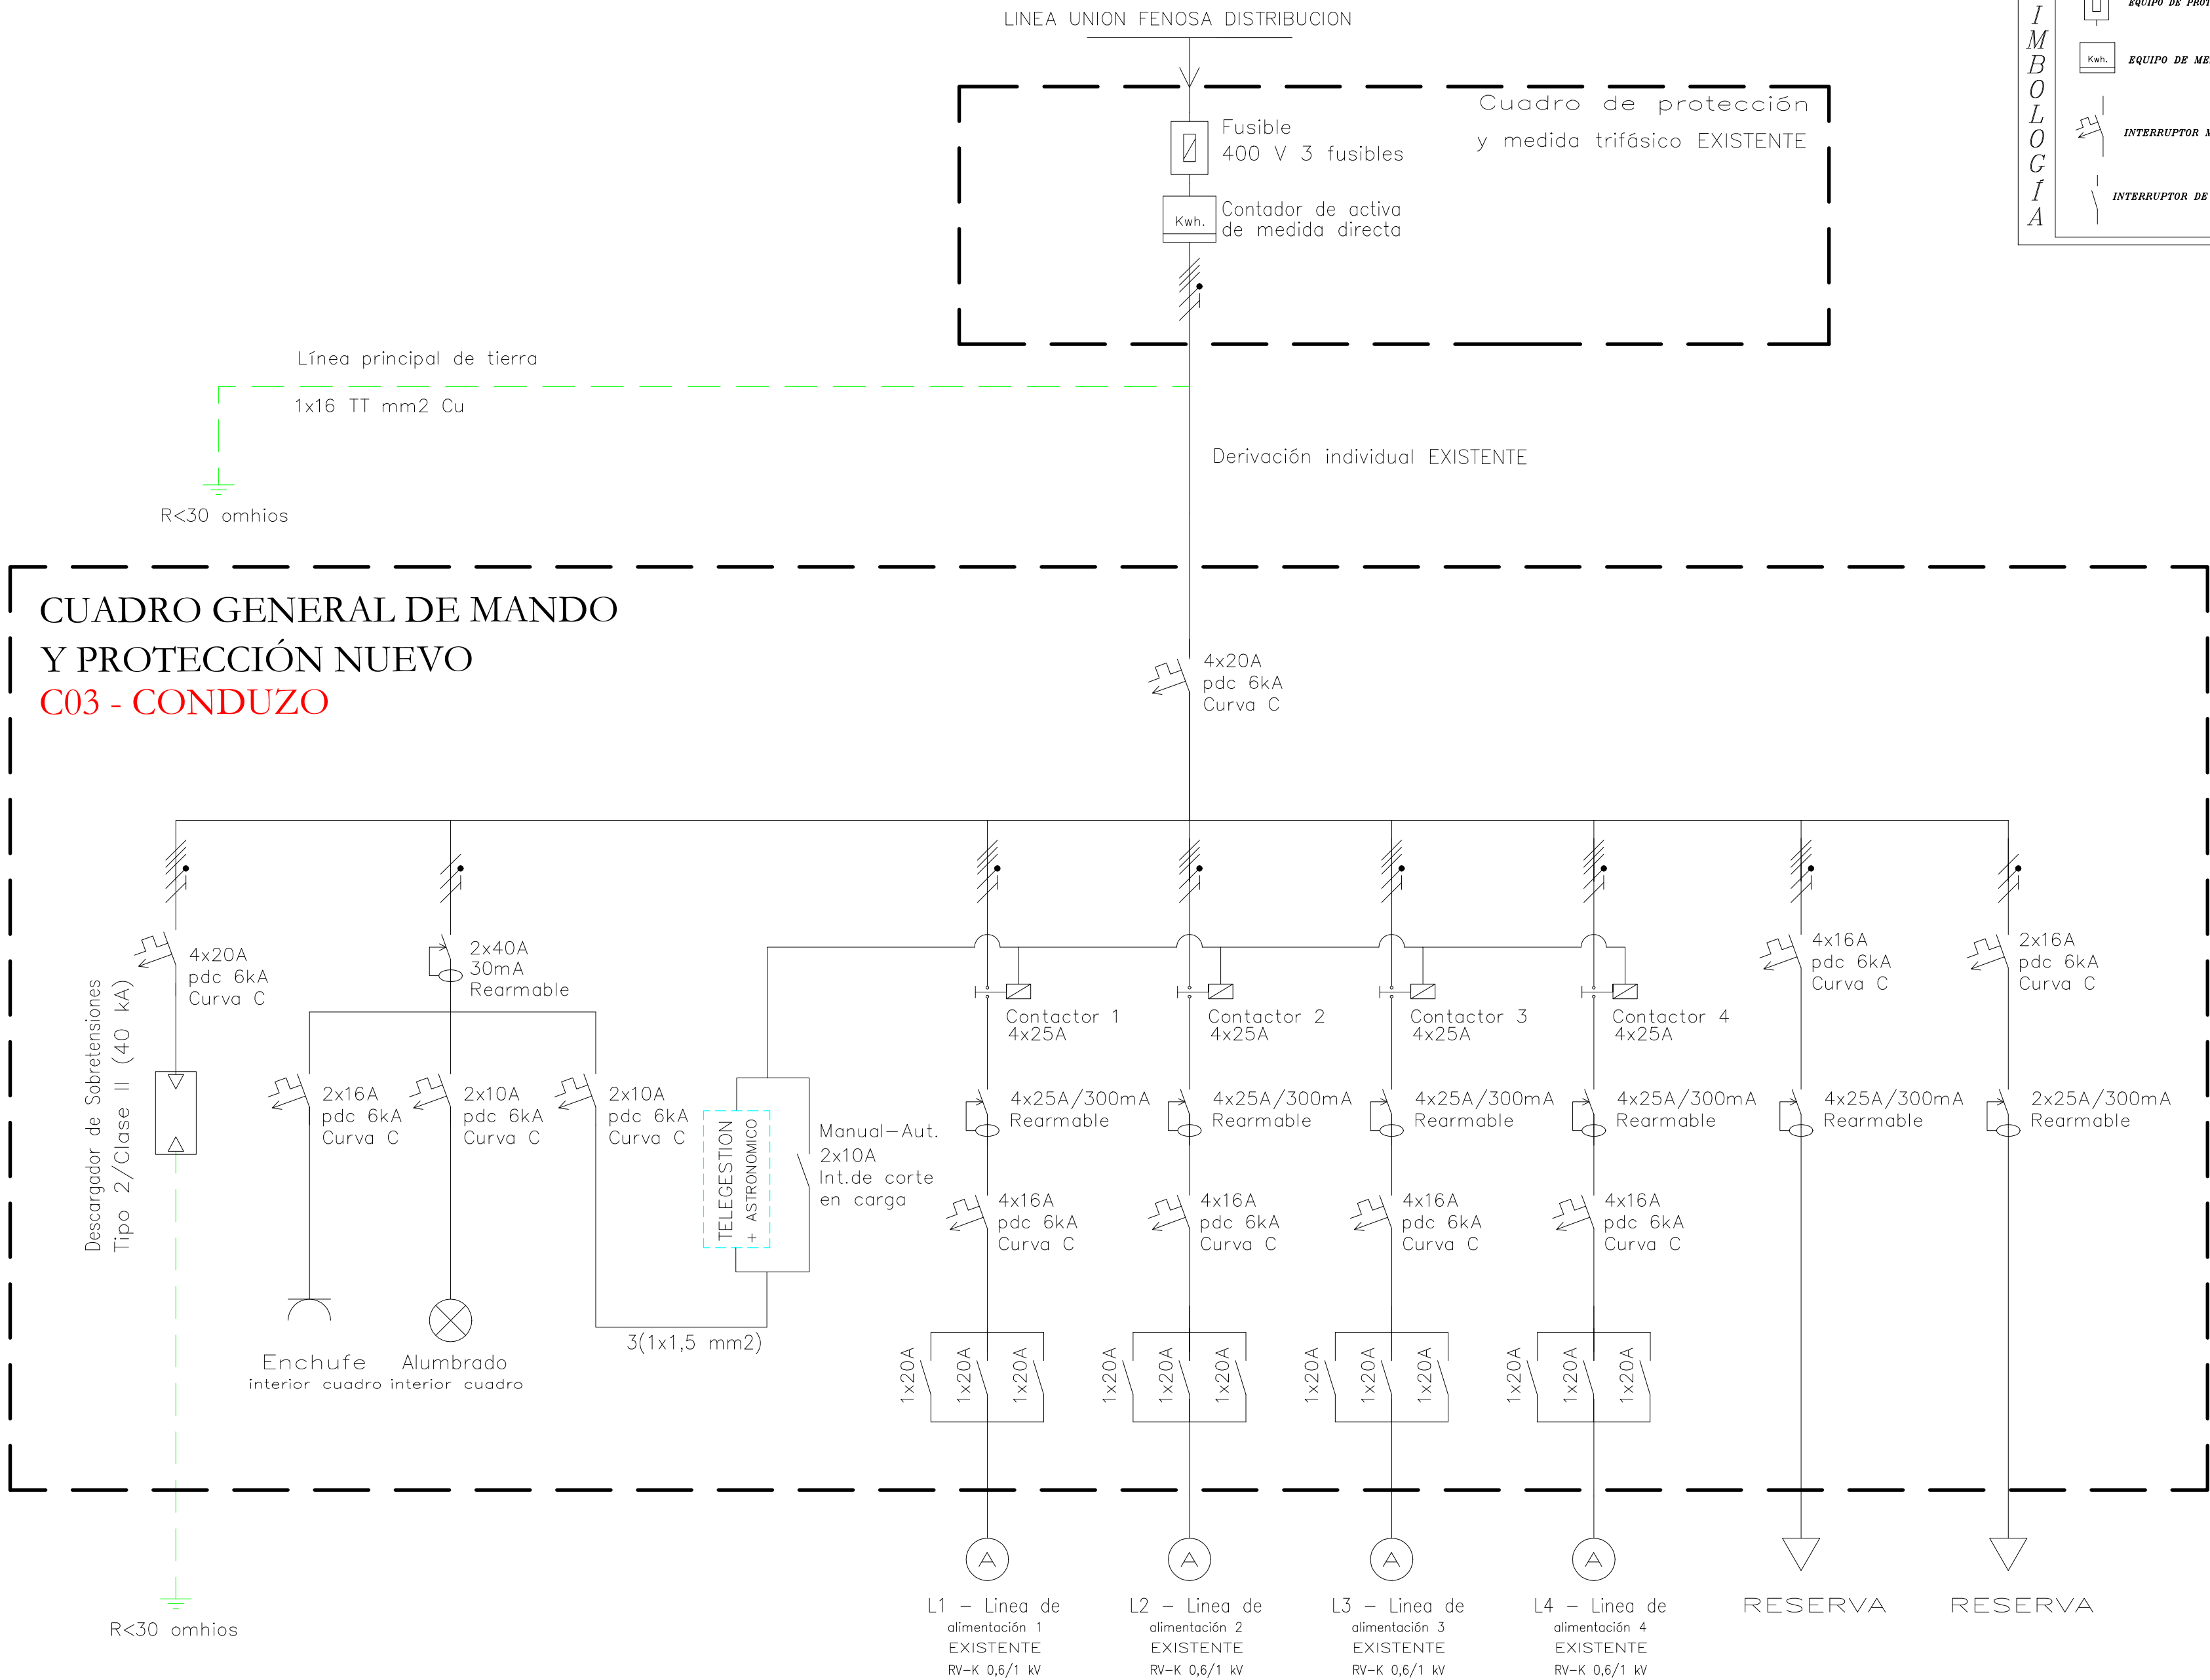 LINEA UNION FENOSA DISTRIBUCION
Cuadro de protección
y medida trifásico EXISTENTE
Fusible
400 V 3 fusibles
Kwh.
Contador de activa
de medida directa
IMBOLOGÍA
Kwh.
EQUIPO DE
INTERRUPTOR
INTERRUPTOR DE
Línea principal de tierra
1x16 TT mm2 Cu
R<30 omhios
Derivación individual EXISTENTE
CUADRO GENERAL DE MANDO
Y PROTECCIÓN NUEVO
C03 - CONDUZO
4x20A
pdc 6kA
Curva C
Descargador de Sobretensiones
Tipo 2/Clase II (40 kA)
4x20A
pdc 6kA
Curva C
R<30 omhios
2x40A
30mA
Rearmable
2x16A
pdc 6kA
Curva C
Enchufe
interior cuadro
2x10A
pdc 6kA
Curva C
Alumbrado
interior cuadro
2x10A
pdc 6kA
Curva C
3(1x1,5 mm2)
TELEGESTION
+ ASTRONOMICO
Manual-Aut.
2x10A
Int.de corte
en carga
Contactor 1
4x25A
4x25A/300mA
Rearmable
4x16A
pdc 6kA
Curva C
1x20A
1x20A
1x20A
A
L1 - Linea de
alimentación 1
EXISTENTE
RV-K 0,6/1 kV
Contactor 2
4x25A
4x25A/300mA
Rearmable
4x16A
pdc 6kA
Curva C
1x20A
1x20A
1x20A
A
L2 - Linea de
alimentación 2
EXISTENTE
RV-K 0,6/1 kV
Contactor 3
4x25A
4x25A/300mA
Rearmable
4x16A
pdc 6kA
Curva C
1x20A
1x20A
1x20A
A
L3 - Linea de
alimentación 3
EXISTENTE
RV-K 0,6/1 kV
Contactor 4
4x25A
4x25A/300mA
Rearmable
4x16A
pdc 6kA
Curva C
1x20A
1x20A
1x20A
A
L4 - Linea de
alimentación 4
EXISTENTE
RV-K 0,6/1 kV
4x16A
pdc 6kA
Curva C
4x25A/300mA
Rearmable
RESERVA
2x16A
pdc 6kA
Curva C
2x25A/300mA
Rearmable
RESERVA